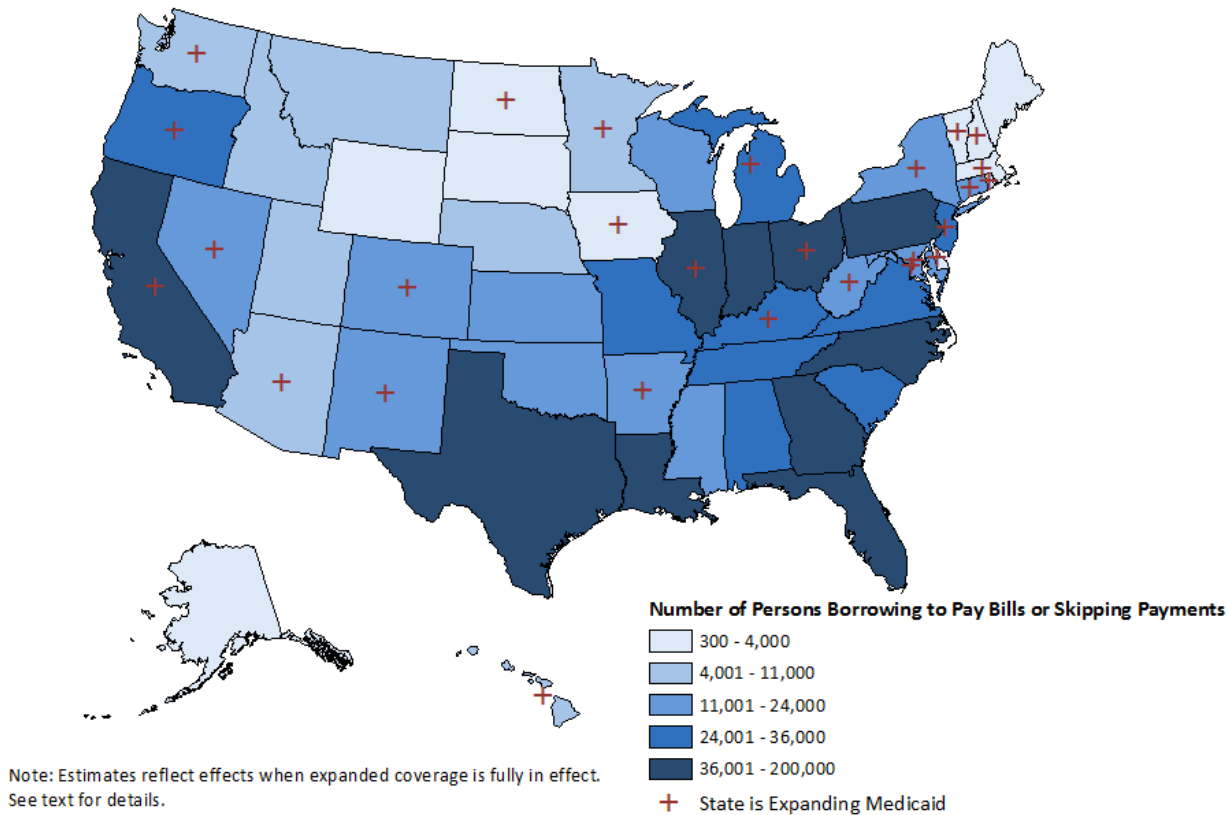 Number of Persons Borrowing to Pay Bills or Skipping Payments
300 - 4,000
4,001 - 11,000
11,001 - 24,000
24,001 - 36,000
36,001 - 200,000
State is Expanding Medicaid
Note: Estimates reflect effects when expanded coverage is fully in effect.
See text for details.